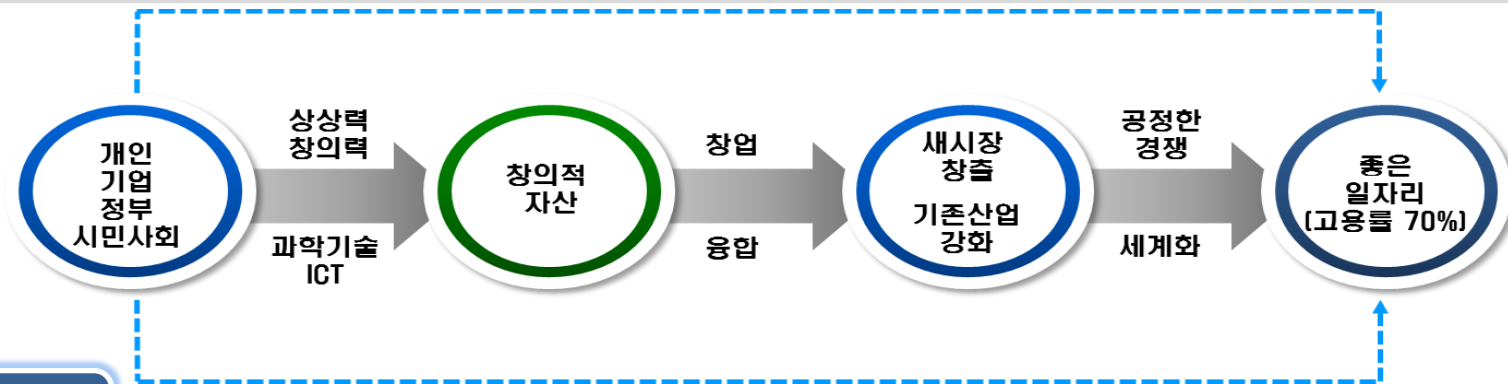 개인
기업
정부
시민사회
상상력
창의력
과학기술
ICT
창의적
자산
창업
융합
새시장
창출
기존산업
강화
공정한
경쟁
세계화
좋은
일자리
(고용률 70%)